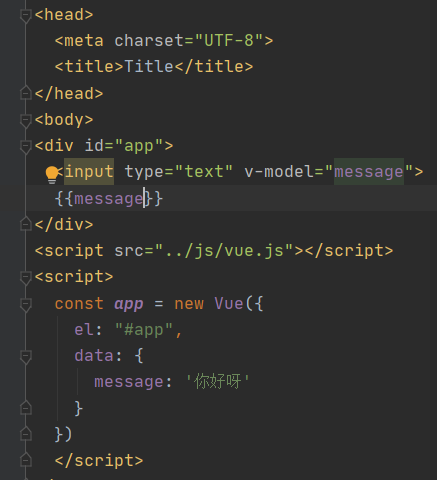 <head>
<meta charset="UTF-8">
<title>Title</title>
</head>
<body>
<div id="app">
<input type="text" v-model="message">
{{message}}
</div>
<script src="../js/vue.js"></script>
<script>
const app = new Vue({
el: "#app",
data: {
message: '你好呀'
}
})
</script>